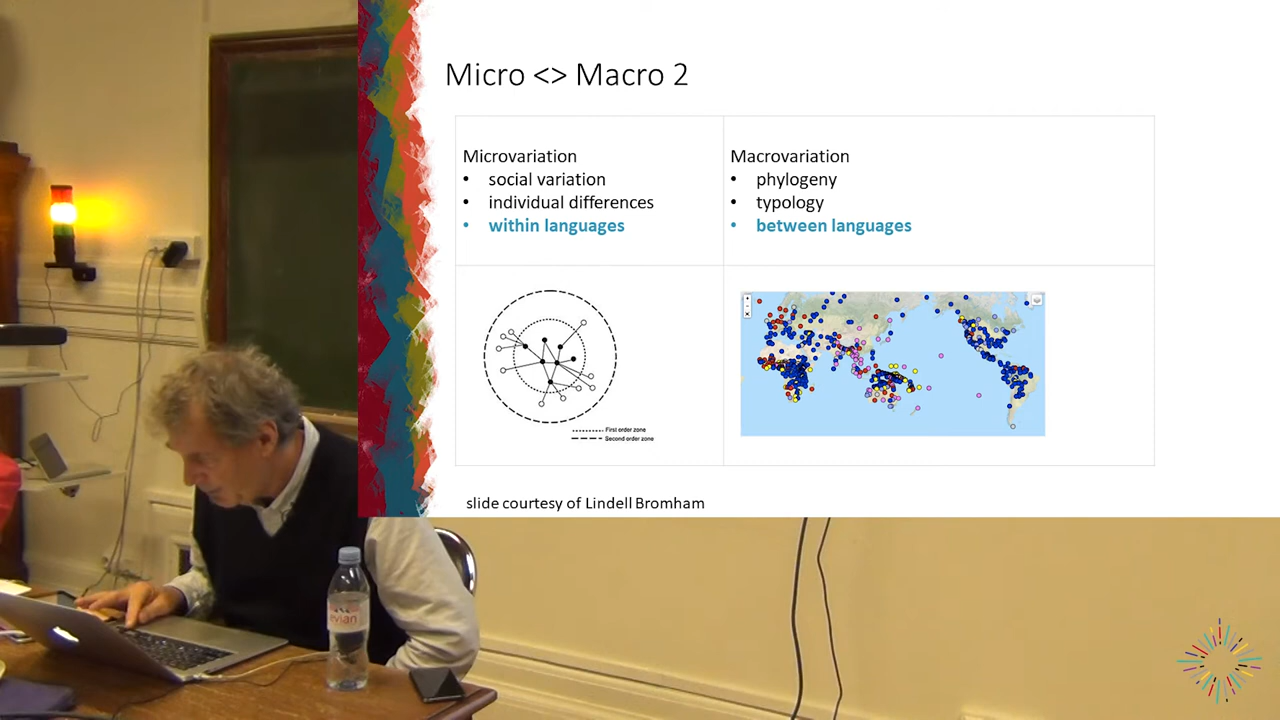 Micro <> Macro 2
Microvariation
• social variation
• individual differences
• within languages
Macrovariation
• phylogeny
• typology
• between languages
First order zone
Second order zone
slide courtesy of Lindell Bromham
evian